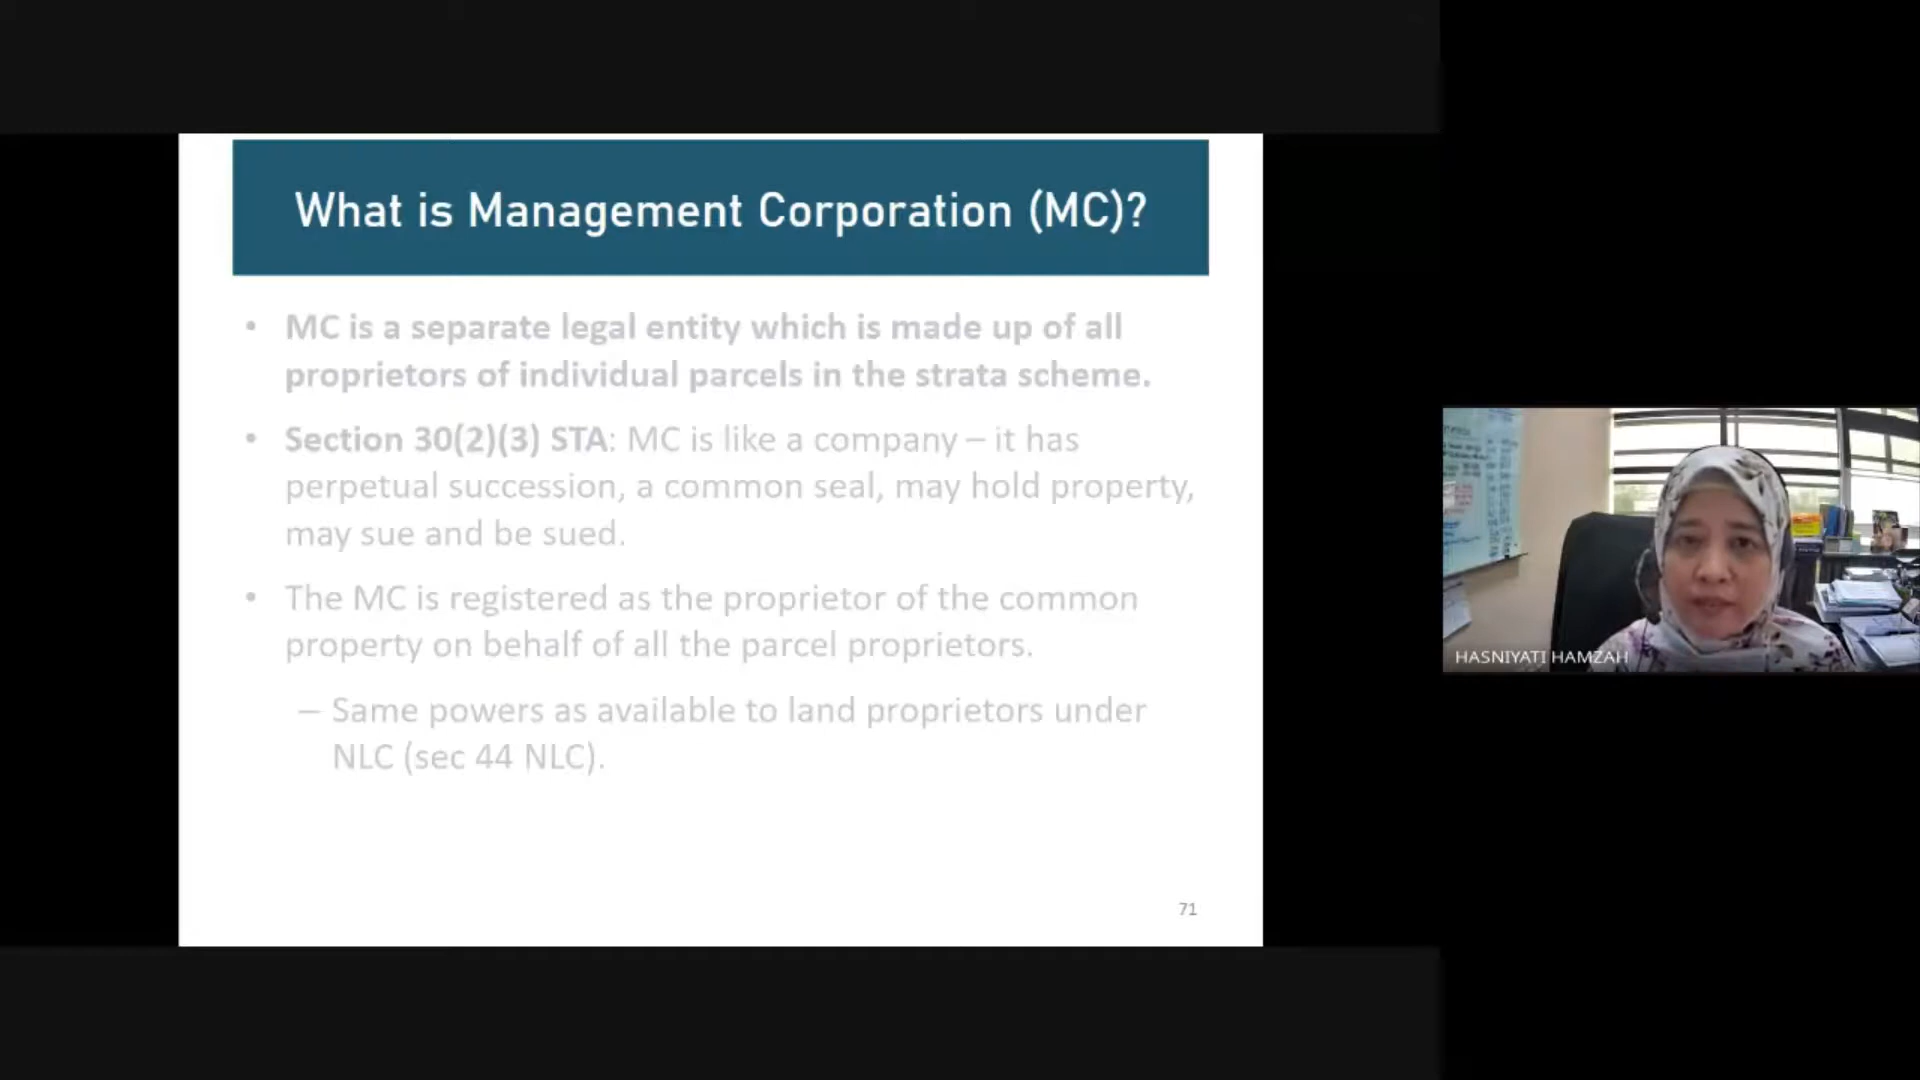 What is Management Corporation (MC)?
• MC is a separate legal entity which is made up of all
proprietors of individual parcels in the strata scheme.
• Section 30(2)(3) STA: MC is like a company – it has
perpetual succession, a common seal, may hold property,
may sue and be sued.
• The MC is registered as the proprietor of the common
property on behalf of all the parcel proprietors.
– Same powers as available to land proprietors under
NLC (sec 44 NLC).
71
HASNIYATI HAMZAH